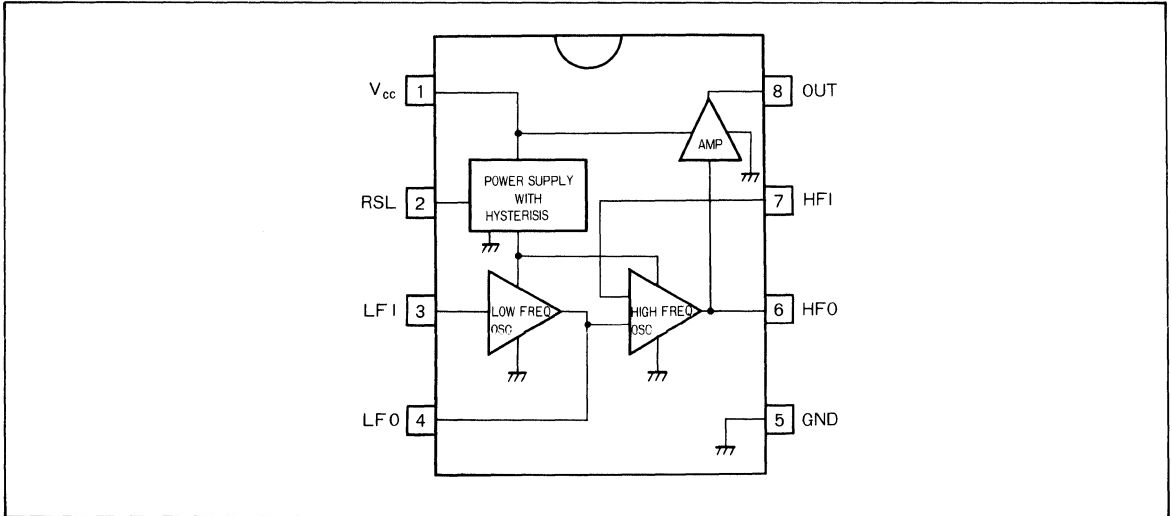 Vcc 1
RSL 2
LFI 3
LFO 4
8 OUT
7 HFI
6 HFO
5 GND
AMP
POWER SUPPLY
WITH
HYSTERISIS
LOW FREQ
OSC
HIGH FREQ
OSC